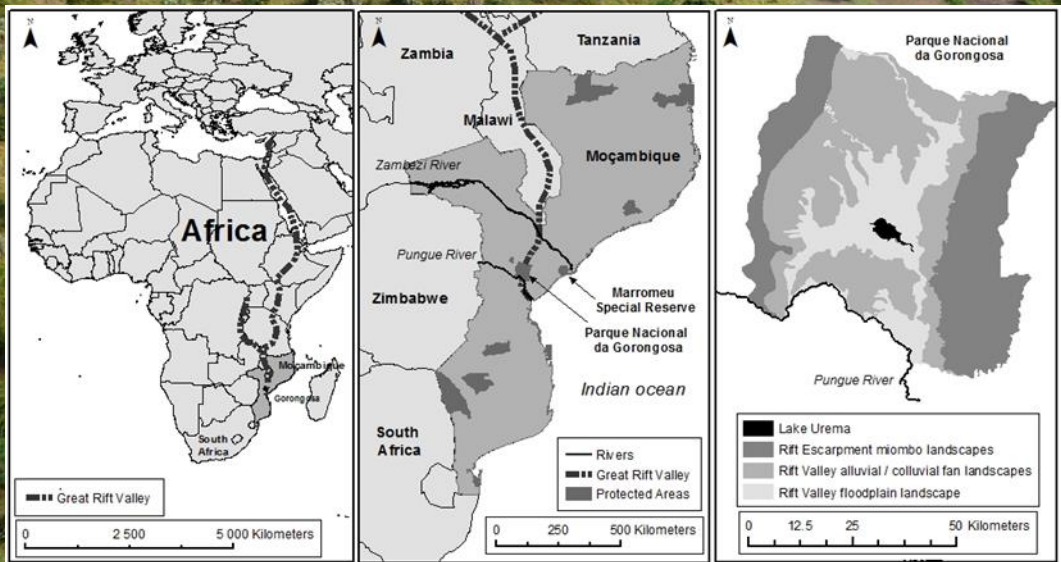 N
Africa
Moçambique
Gorongosa
South
Africa
Great Rift Valley
0
2 500
5 000 Kilometers
N
Zambia
Tanzania
Malawi
Moçambique
Zambezi River
Pungue River
Zimbabwe
Marromeu
Special Reserve
Parque Nacional
da Gorongosa
Indian ocean
South
Africa
Rivers
Great Rift Valley
Protected Areas
0
250
500 Kilometers
N
Parque Nacional
da Gorongosa
Pungue River
Lake Urema
Rift Escarpment miombo landscapes
Rift Valley alluvial / colluvial fan landscapes
Rift Valley floodplain landscape
0
12.5
25
50
Kilometers